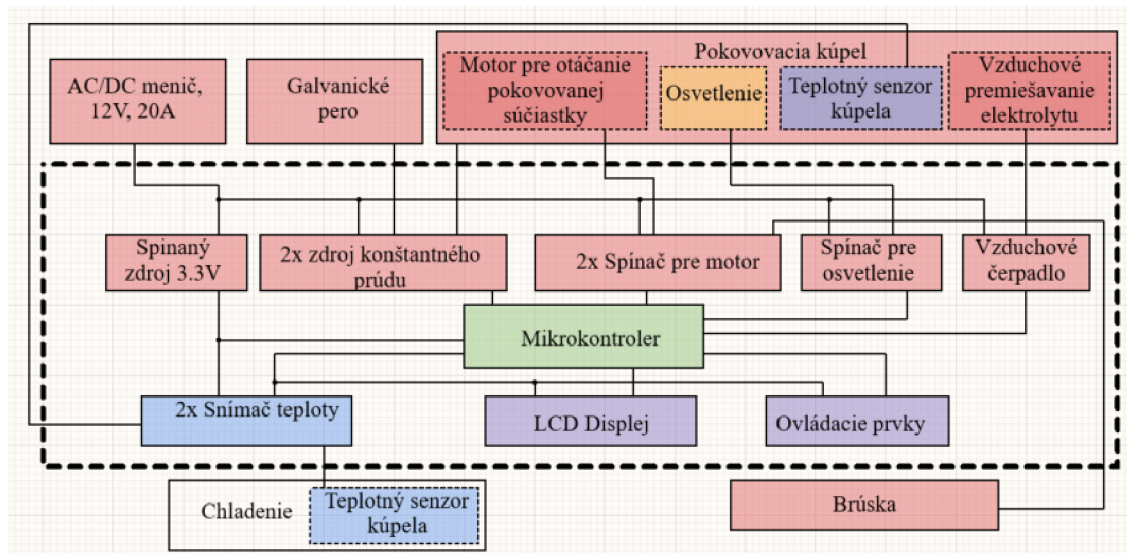 Pokovovacia kúpel
AC/DC menič,
12V, 20A
Galvanické
pero
Motor pre otáčanie
pokovovanej
súčiastky
Osvetlenie
Teplotný senzor
kúpela
Vzduchové
premiešavanie
elektrolytu
Spinaný
zdroj 3.3V
2x zdroj konštantného
prúdu
2x Spínač pre motor
Spínač pre
osvetlenie
Vzduchové
čerpadlo
Mikrokontroler
2x Snímač teploty
LCD Displej
Ovládacie prvky
Chladenie
Teplotný senzor
kúpela
Brúska